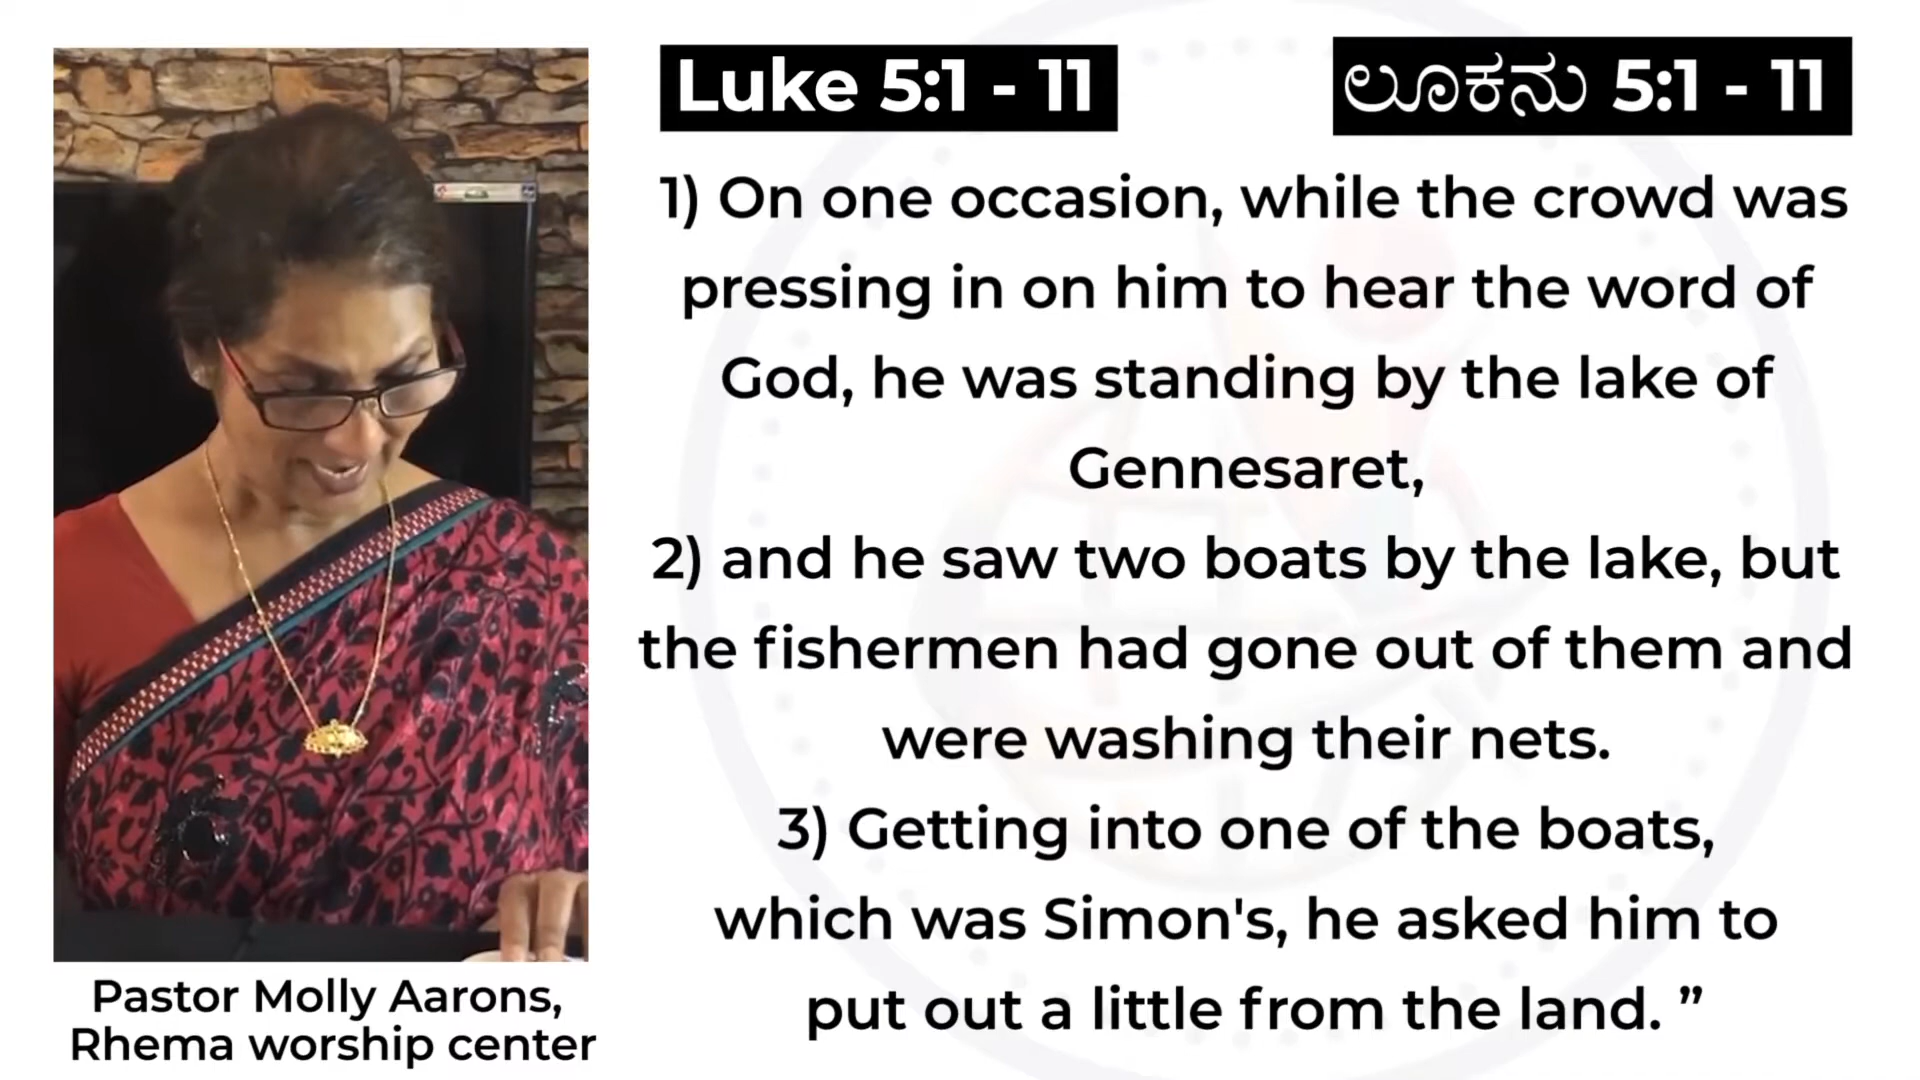 Luke 5:1 - 11
ಲೂಕನು 5:1 - 11
1) On one occasion, while the crowd was
pressing in on him to hear the word of
God, he was standing by the lake of
Gennesaret,
2) and he saw two boats by the lake, but
the fishermen had gone out of them and
were washing their nets.
3) Getting into one of the boats,
which was Simon's, he asked him to
put out a little from the land. ”
Pastor Molly Aarons,
Rhema worship center